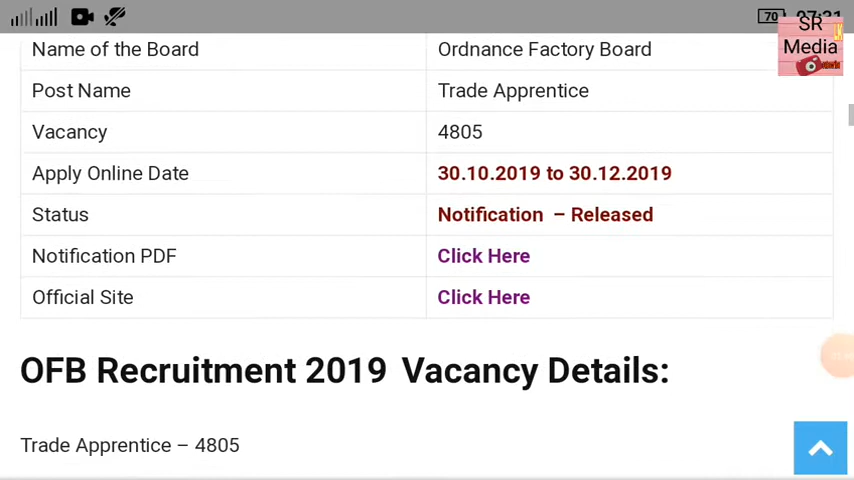 70
SR
Media
Name of the Board Ordnance Factory Board
Post Name Trade Apprentice
Vacancy 4805
Apply Online Date 30.10.2019 to 30.12.2019
Status Notification – Released
Notification PDF Click Here
Official Site Click Here
OFB Recruitment 2019 Vacancy Details:
Trade Apprentice – 4805